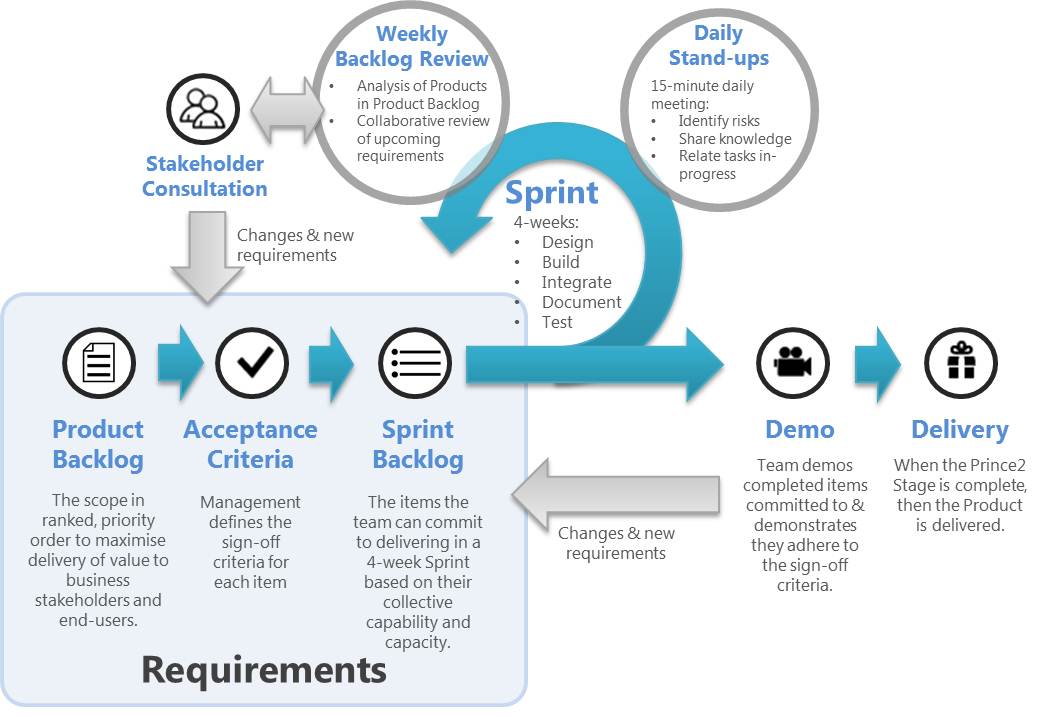 Weekly
Backlog Review
• Analysis of Products
in Product Backlog
• Collaborative review
of upcoming
requirements
Daily
Stand-ups
15-minute daily
meeting:
• Identify risks
• Share knowledge
• Relate tasks in-
progress
Stakeholder
Consultation
Changes & new
requirements
Sprint
4-weeks:
• Design
• Build
• Integrate
• Document
• Test
Product
Backlog
The scope in
ranked, priority
order to maximise
delivery of value to
business
stakeholders and
end-users.
Acceptance
Criteria
Management
defines the
sign-off
criteria for
each item
Sprint
Backlog
The items the
team can commit
to delivering in a
4-week Sprint
based on their
collective
capability and
capacity.
Requirements
Changes & new
requirements
Demo
Team demos
completed items
committed to &
demonstrates
they adhere to
the sign-off
criteria.
Delivery
When the Prince2
Stage is complete,
then the Product
is delivered.